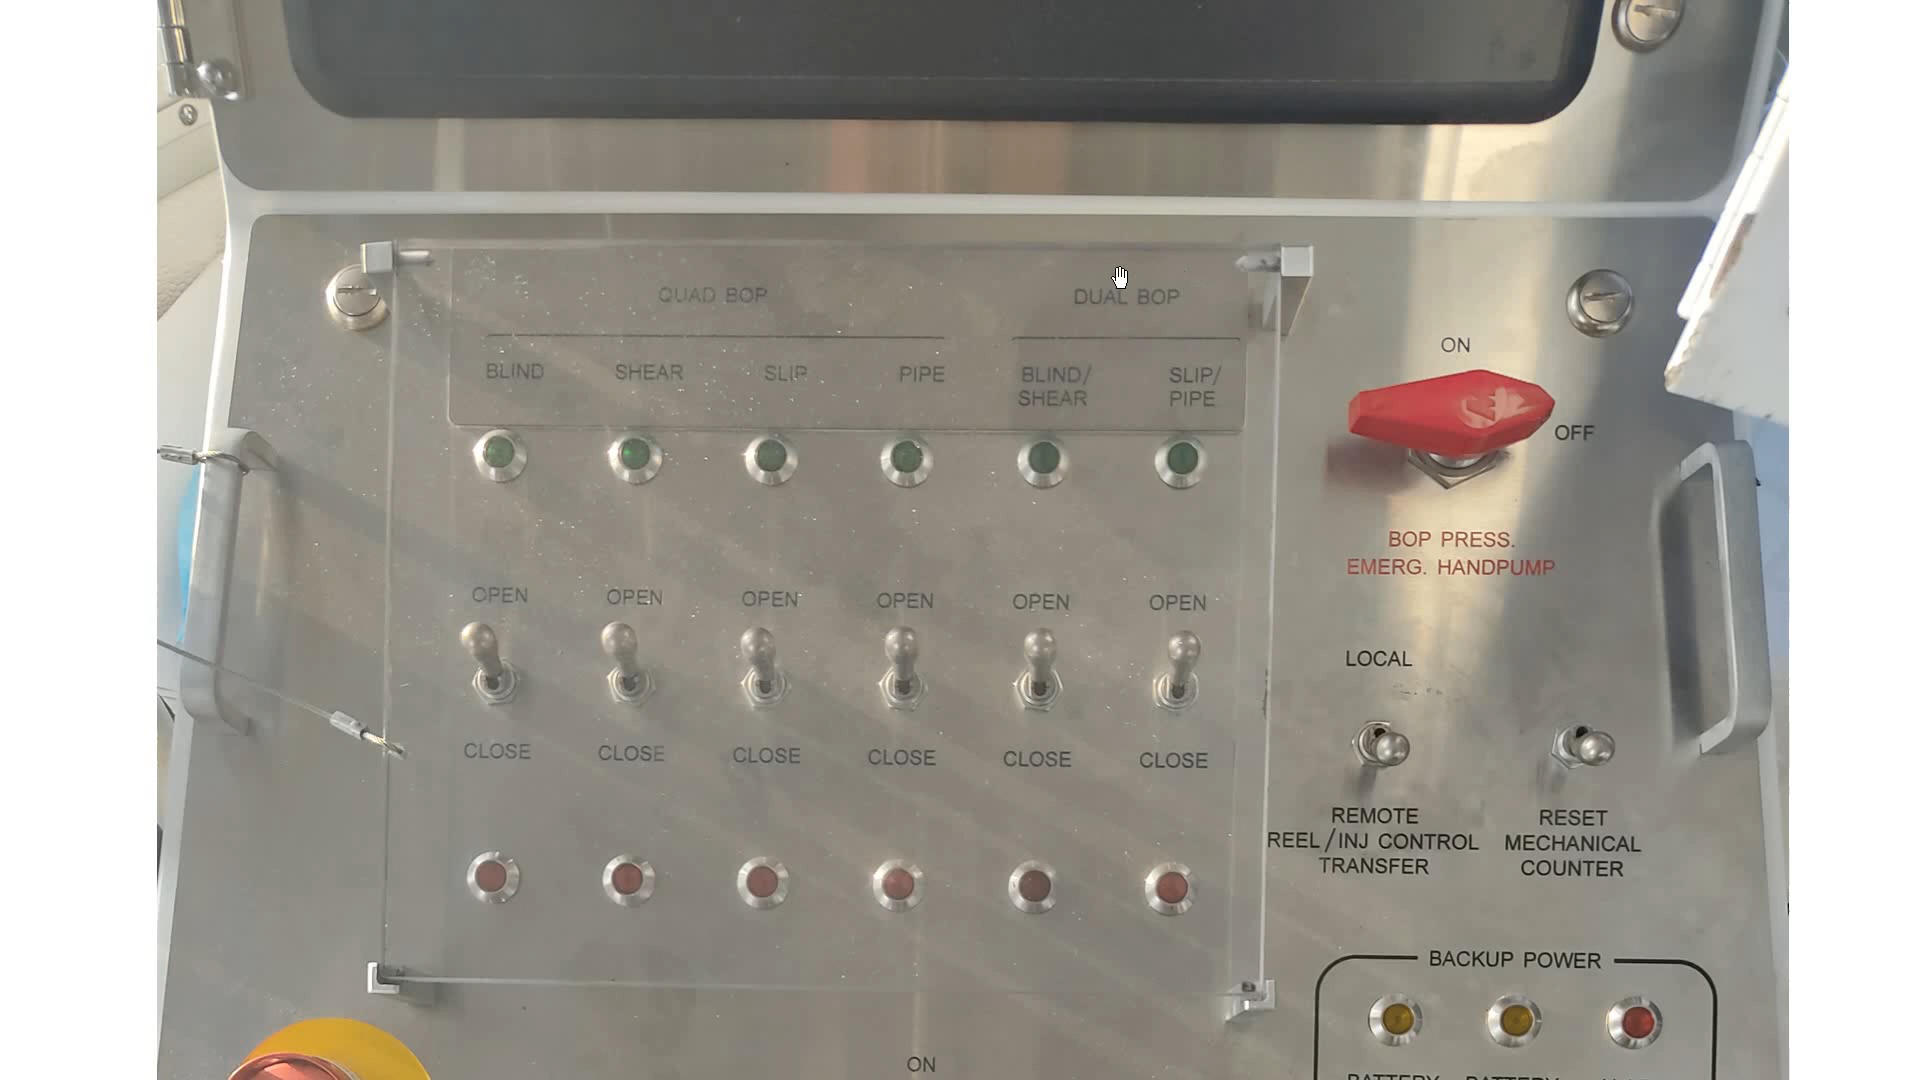 QUAD BOP
DUAL BOP
BLIND
SHEAR
SLIP
PIPE
BLIND/
SHEAR
SLIP/
PIPE
ON
OFF
BOP PRESS.
EMERG. HANDPUMP
OPEN
OPEN
OPEN
OPEN
OPEN
OPEN
CLOSE
CLOSE
CLOSE
CLOSE
CLOSE
CLOSE
LOCAL
REMOTE
REEL/INJ CONTROL
TRANSFER
RESET
MECHANICAL
COUNTER
BACKUP POWER
BATTERY
BATTERY
ON